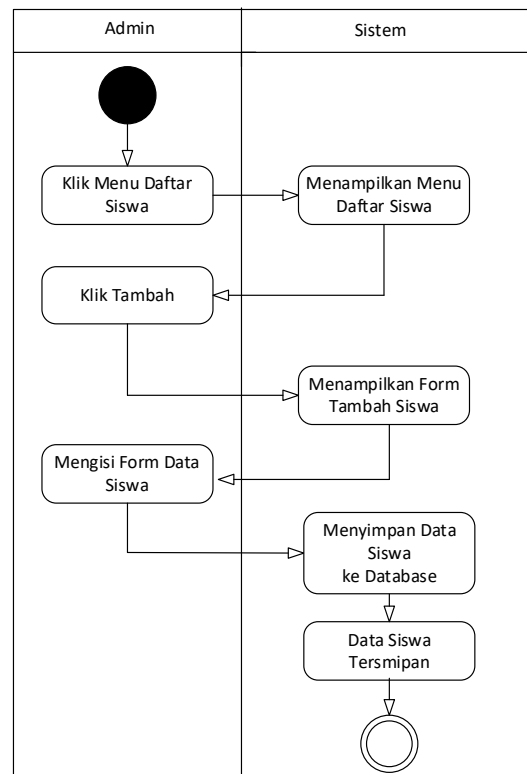 Admin
Sistem
Klik Menu Daftar
Siswa
Menampilkan Menu
Daftar Siswa
Klik Tambah
Menampilkan Form
Tambah Siswa
Mengisi Form Data
Siswa
Menyimpan Data
Siswa
ke Database
Data Siswa
Tersmipan